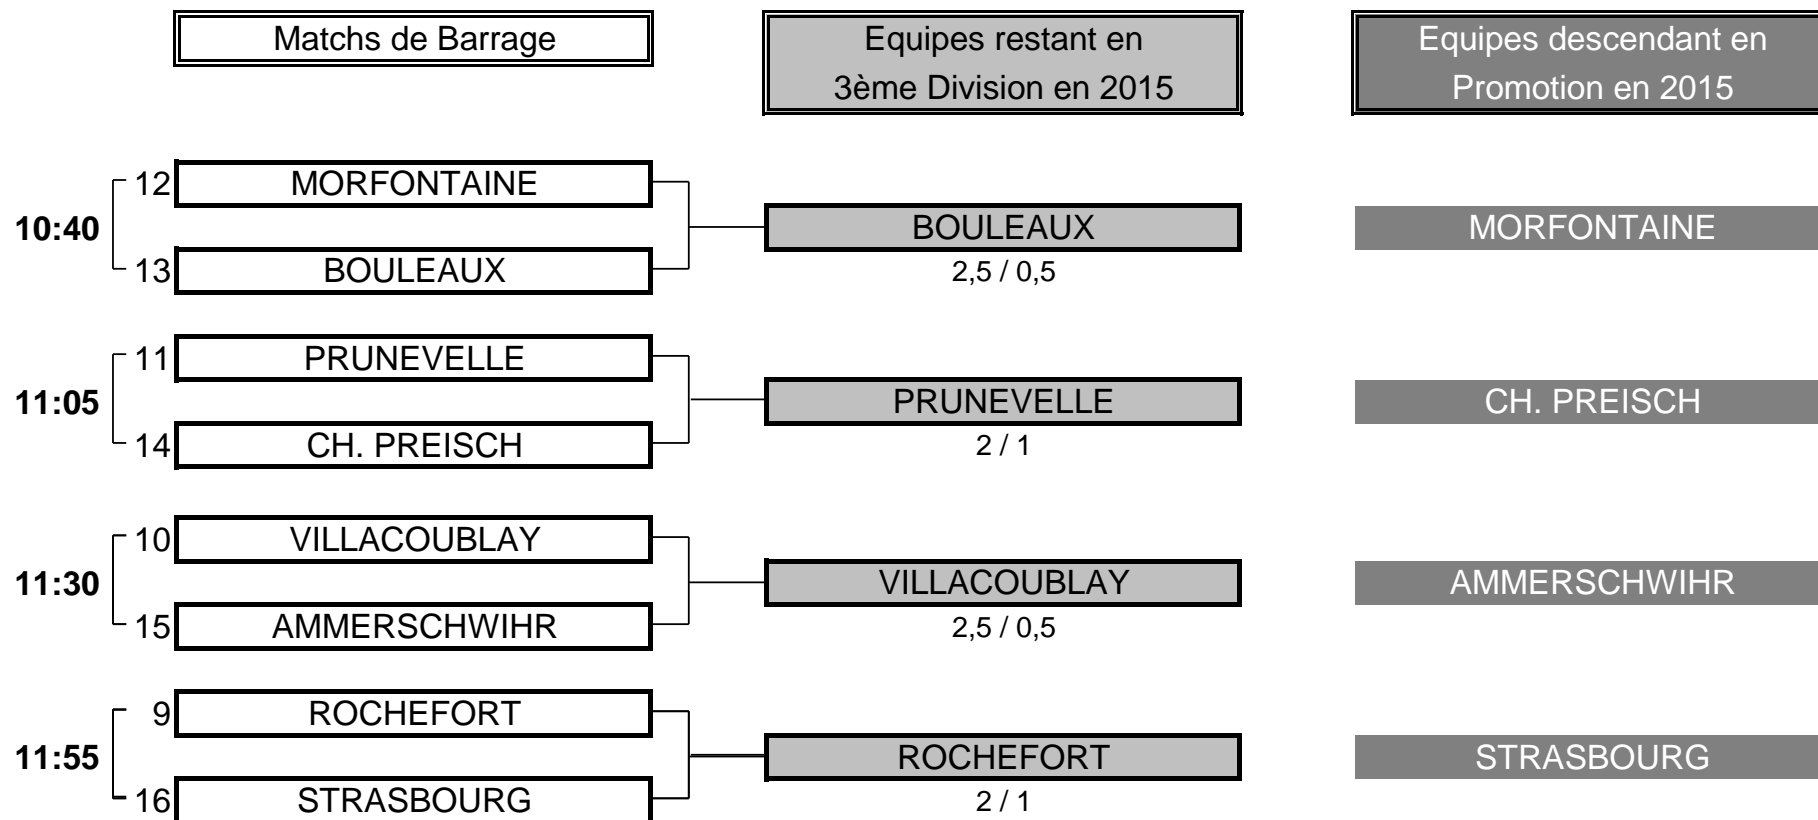 Matchs de Barrage
Equipes restant en
3ème Division en 2015
Equipes descendant en
Promotion en 2015
12 MORFONTAINE
10:40 BOULEAUX MORFONTAINE
13 BOULEAUX 2,5 / 0,5
11 PRUNEVELLE
11:05 PRUNEVELLE CH. PREISCH
14 CH. PREISCH 2 / 1
10 VILLACOUBLAY
11:30 VILLACOUBLAY AMMERSCHWIHR
15 AMMERSCHWIHR 2,5 / 0,5
9 ROCHEFORT
11:55 ROCHEFORT STRASBOURG
16 STRASBOURG 2 / 1